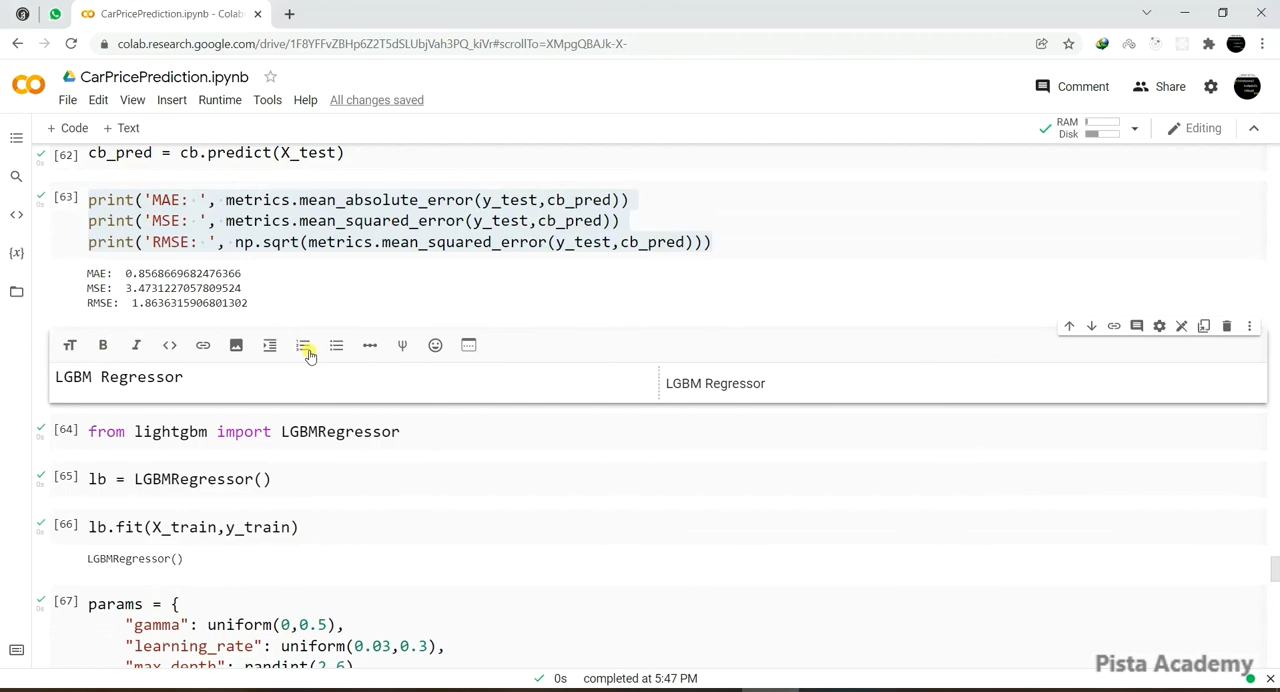 CarPricePrediction.ipynb - Colab
colab.research.google.com/drive/1F8YFFvZBHp6Z2T5dSLUbjVah3PQ_kiVr#scrollTo=XMpgQBAJk-X-
CarPricePrediction.ipynb
File Edit View Insert Runtime Tools Help All changes saved
Comment Share
+ Code + Text
RAM
Disk
Editing
[62] cb_pred = cb.predict(X_test)
[63] print('MAE: ', metrics.mean_absolute_error(y_test,cb_pred))
print('MSE: ', metrics.mean_squared_error(y_test,cb_pred))
print('RMSE: ', np.sqrt(metrics.mean_squared_error(y_test,cb_pred)))
MAE: 0.8568669682476366
MSE: 3.4731227057809524
RMSE: 1.8636315906801302
LGBM Regressor
LGBM Regressor
[64] from lightgbm import LGBMRegressor
[65] lb = LGBMRegressor()
[66] lb.fit(X_train,y_train)
LGBMRegressor()
[67] params = {
"gamma": uniform(0,0.5),
"learning_rate": uniform(0.03,0.3),
"max_depth": randint(2,6)
Pista Academy
0s completed at 5:47 PM